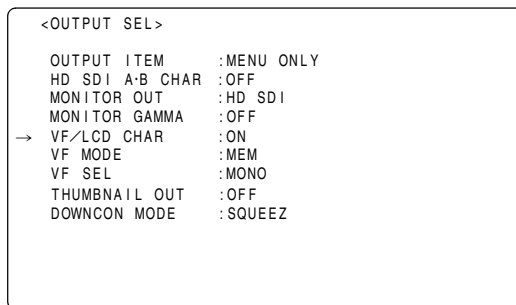 <OUTPUT SEL>
OUTPUT ITEM :MENU ONLY
HD SDI A·B CHAR :OFF
MONITOR OUT :HD SDI
MONITOR GAMMA :OFF
→ VF/LCD CHAR :ON
VF MODE :MEM
VF SEL :MONO
THUMBNAIL OUT :OFF
DOWNCON MODE :SQUEEZ